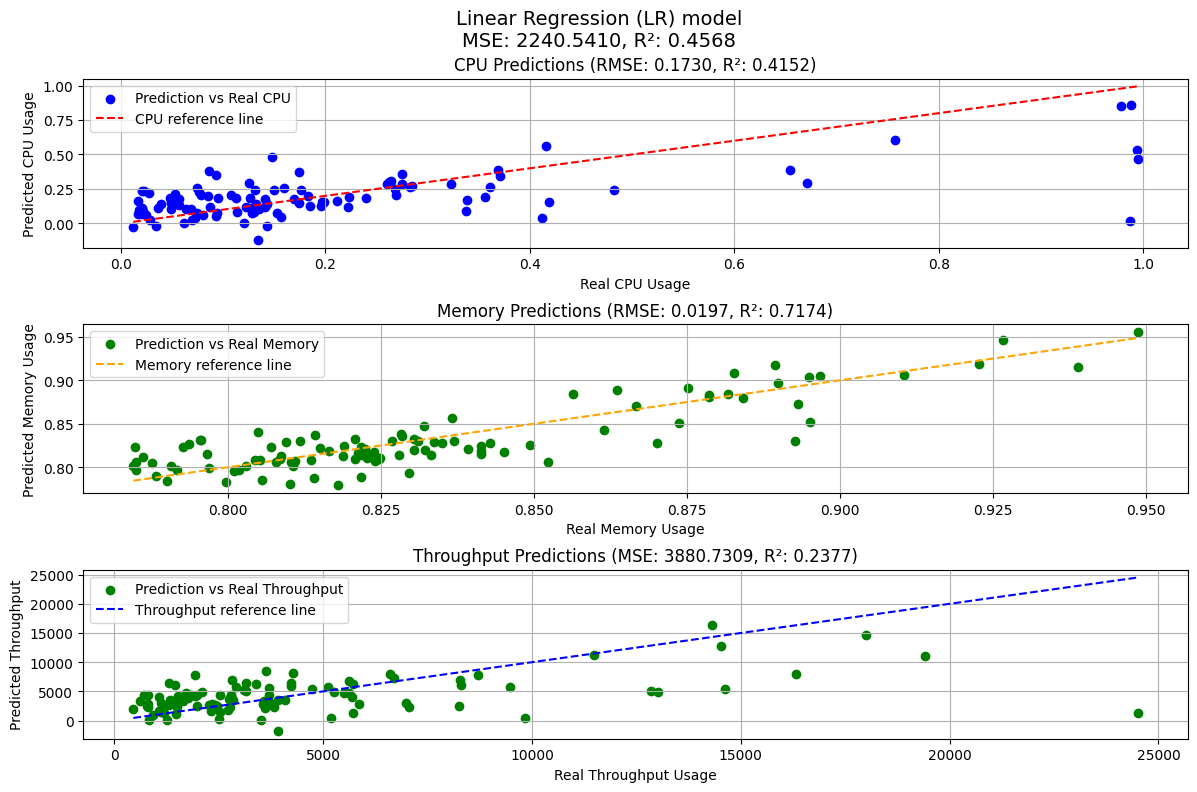 Linear Regression (LR) model
MSE: 2240.5410, R²: 0.4568
CPU Predictions (RMSE: 0.1730, R²: 0.4152)
Predicted CPU Usage
1.00
0.75
0.50
0.25
0.00
Prediction vs Real CPU
CPU reference line
0.0 0.2 0.4 0.6 0.8 1.0
Real CPU Usage
Memory Predictions (RMSE: 0.0197, R²: 0.7174)
Predicted Memory Usage
0.95
0.90
0.85
0.80
Prediction vs Real Memory
Memory reference line
0.800 0.825 0.850 0.875 0.900 0.925 0.950
Real Memory Usage
Throughput Predictions (MSE: 3880.7309, R²: 0.2377)
Predicted Throughput
25000
20000
15000
10000
5000
0
Prediction vs Real Throughput
Throughput reference line
0 5000 10000 15000 20000 25000
Real Throughput Usage